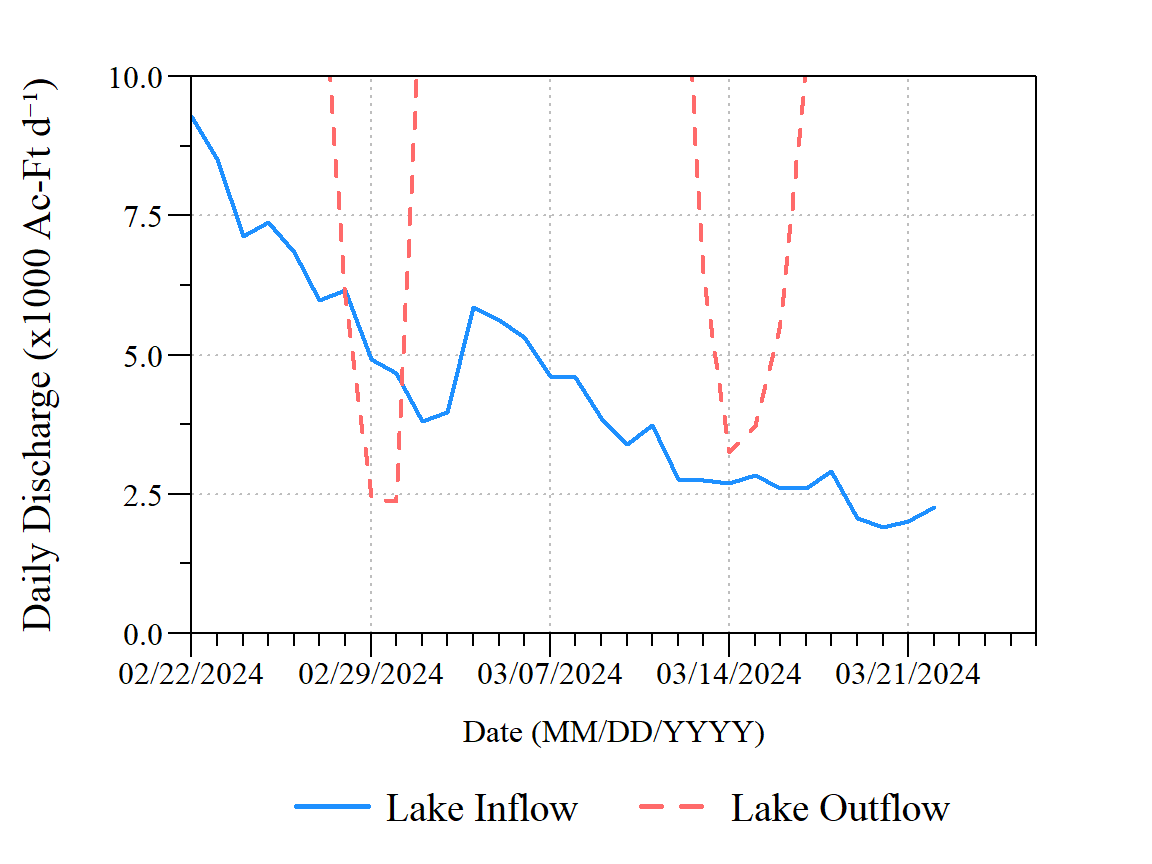 Daily Discharge (x1000 Ac-Ft d⁻¹)
10.0
7.5
5.0
2.5
0.0
02/22/2024 02/29/2024 03/07/2024 03/14/2024 03/21/2024
Date (MM/DD/YYYY)
Lake Inflow Lake Outflow